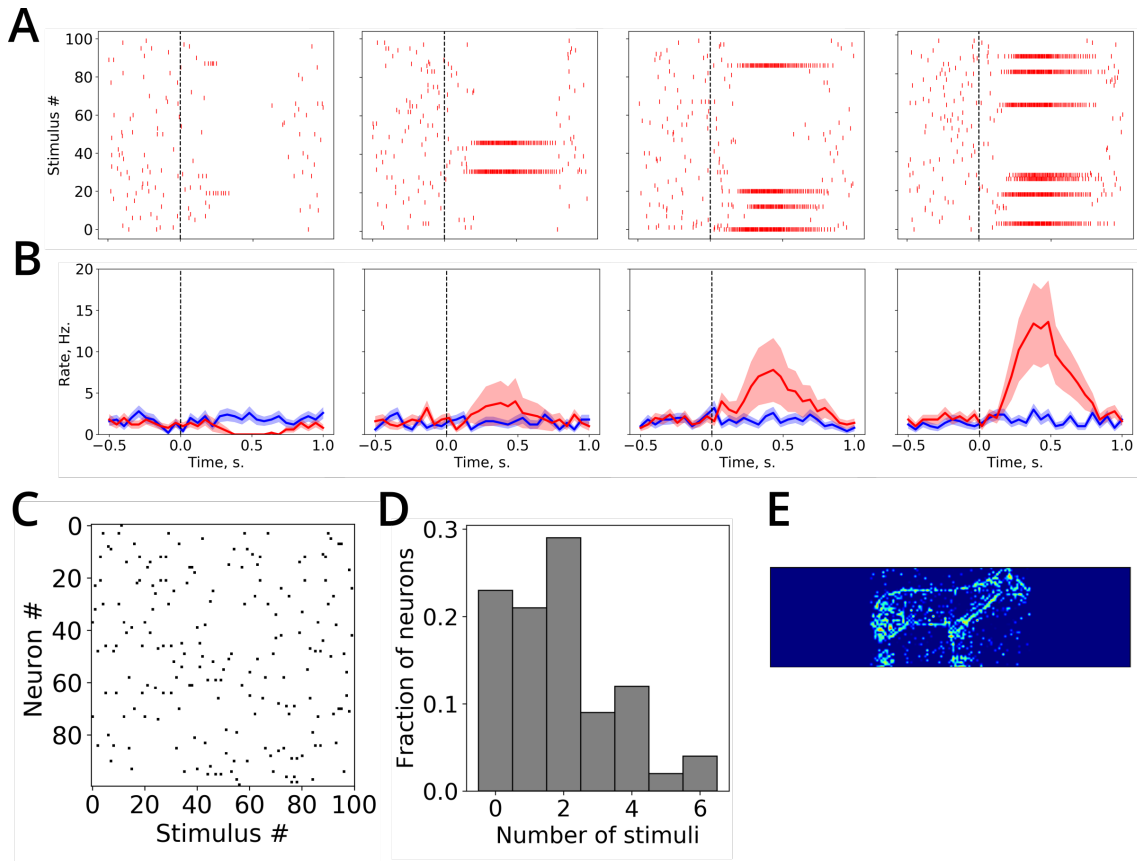 A
Stimulus #
100
80
60
40
20
0
B
Rate, Hz.
20
15
10
5
0
−0.5 0.0 0.5 1.0 −0.5 0.0 0.5 1.0 −0.5 0.0 0.5 1.0 −0.5 0.0 0.5 1.0
Time, s. Time, s. Time, s. Time, s.
C
Neuron #
0
20
40
60
80
0 20 40 60 80 100
Stimulus #
D
Fraction of neurons
0.3
0.2
0.1
0.0
0 2 4 6
Number of stimuli
E